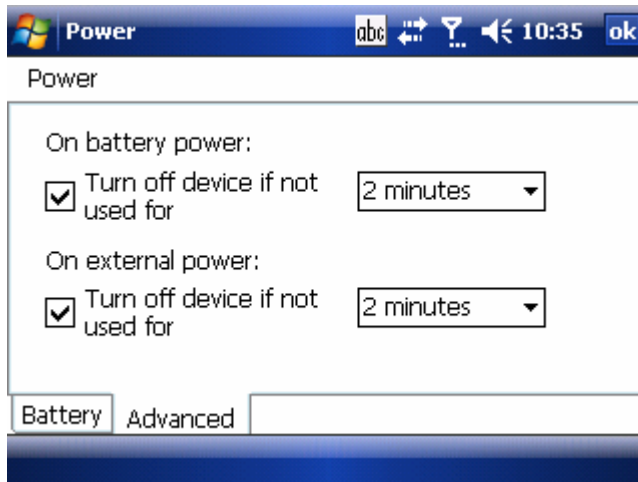 Power abc 10:35 ok
Power
On battery power:
Turn off device if not
used for
2 minutes
On external power:
Turn off device if not
used for
2 minutes
Battery Advanced